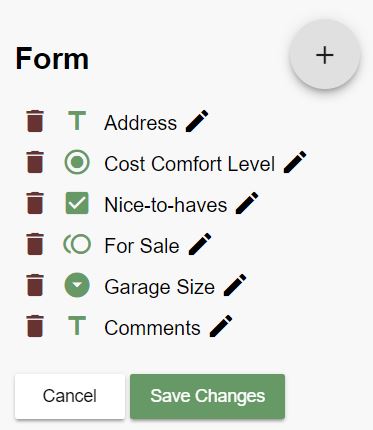 Form
Address
Cost Comfort Level
Nice-to-haves
For Sale
Garage Size
Comments
Cancel Save Changes